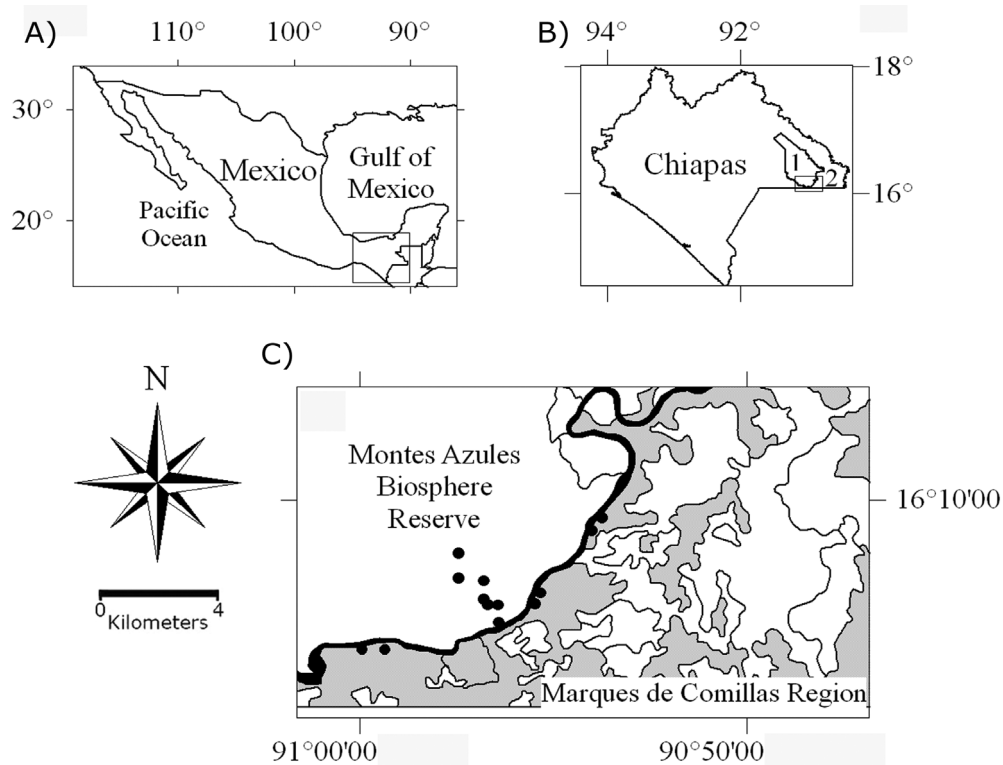 A)
110°
100°
90°
30°
20°
Mexico
Gulf of
Mexico
Pacific
Ocean
B)
94°
92°
18°
16°
Chiapas
1
2
N
0
4
Kilometers
C)
Montes Azules
Biosphere
Reserve
16°10'00
Marques de Comillas Region
91°00'00
90°50'00